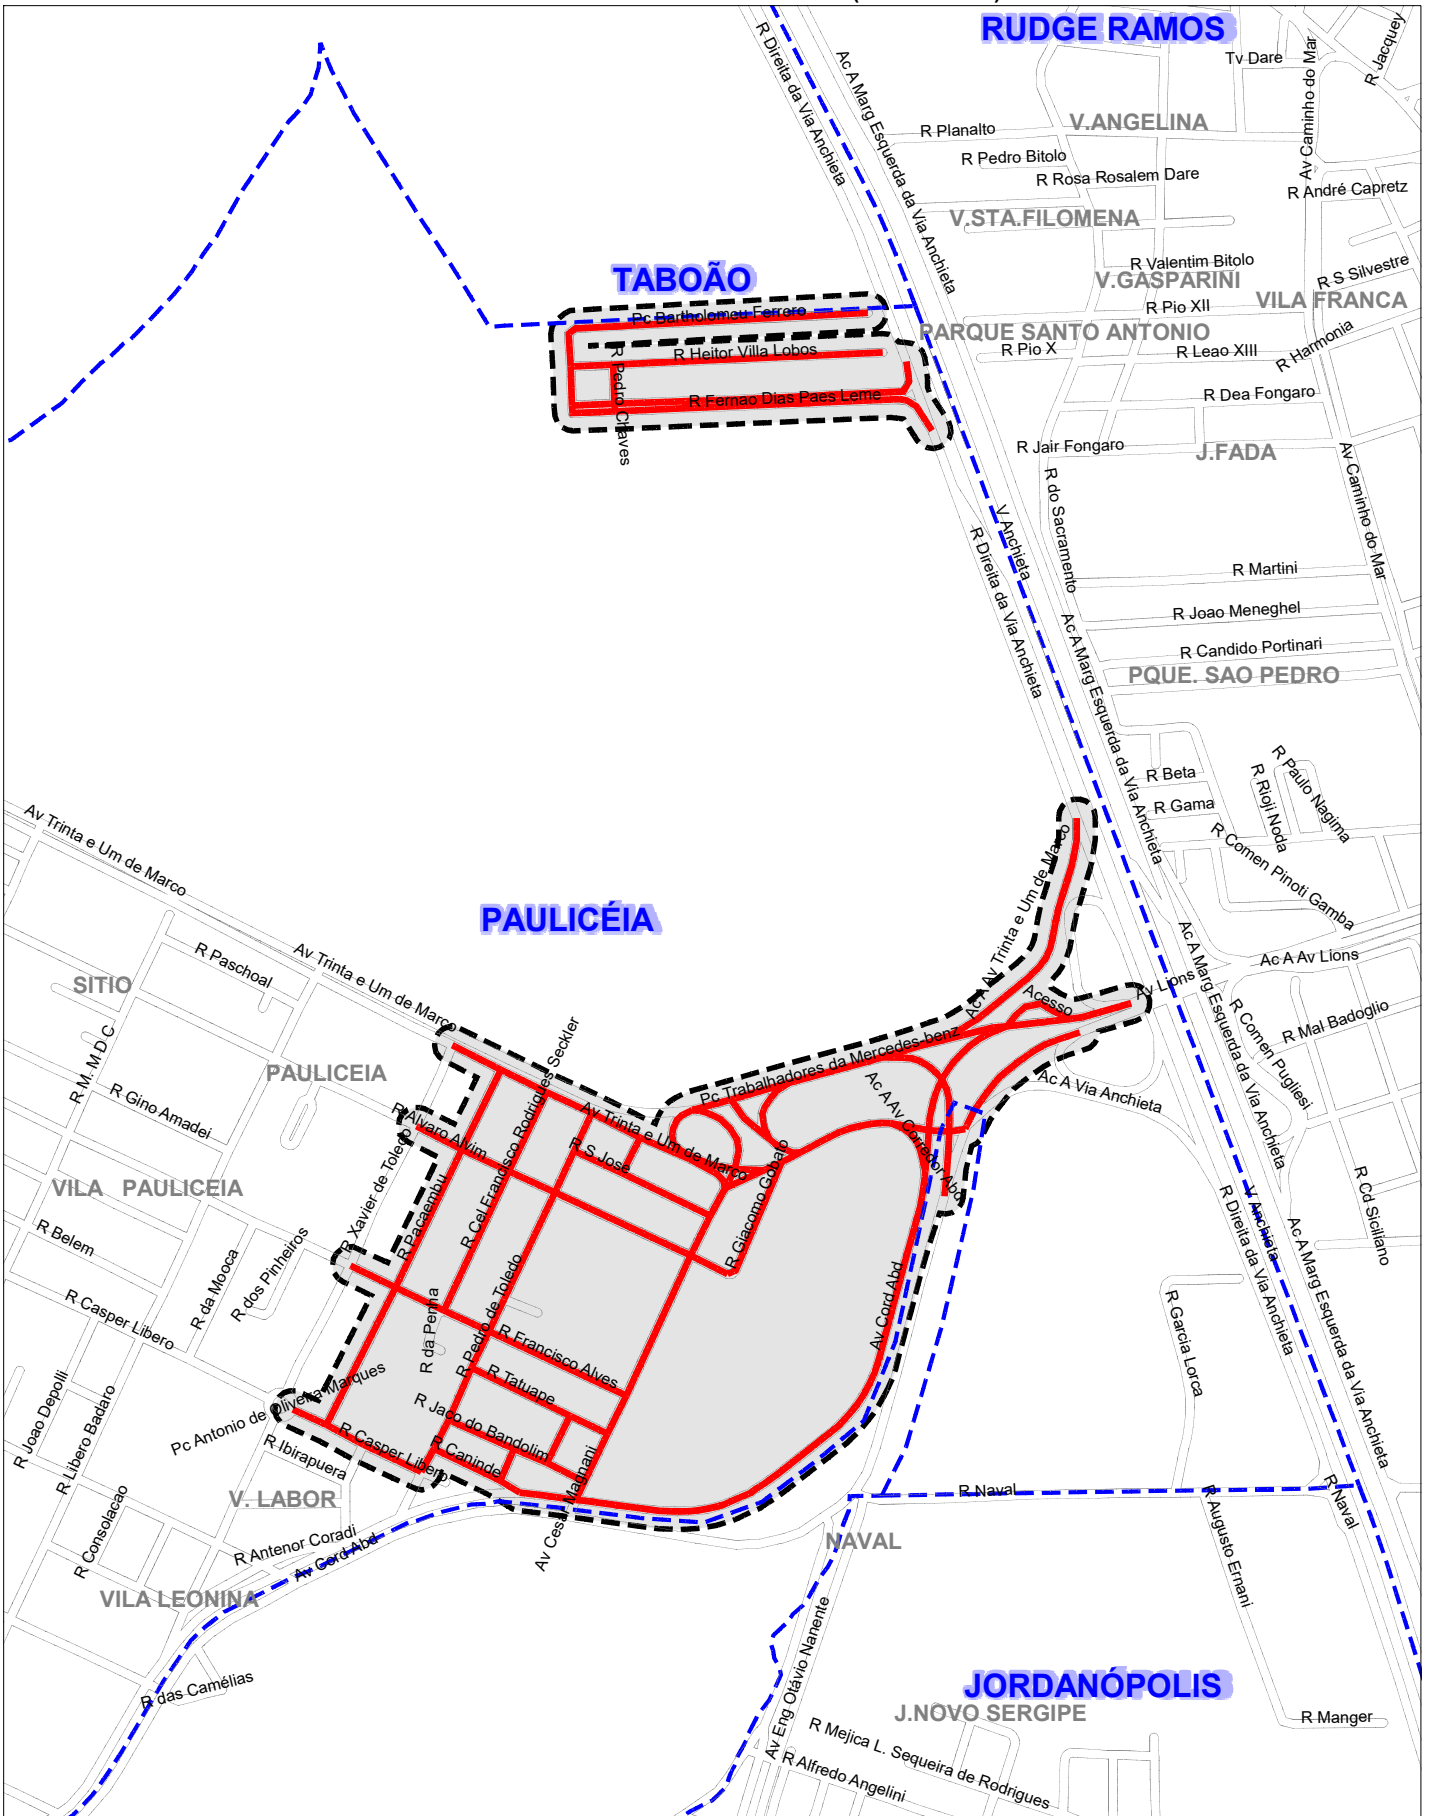 RUDGE RAMOS
R Direita da Via Anchieta
Ac A Marg Esquerda da Via Anchieta
Tv Dare
Av Caminho do Mar
R Jacquey
R Planalto
V.ANGELINA
R Pedro Bitolo
R Rosa Rosalem Dare
R André Capretz
V.STA.FILOMENA
R Valentim Bitolo
V.GASPARINI
R S Silvestre
TABOÃO
R Pio XII
VILA FRANCA
Pc Bartholomeu Ferrero
PARQUE SANTO ANTONIO
R Heitor Villa Lobos
R Pio X
R Leao XIII
R Harmonia
R Pedro Chaves
R Fernao Dias Paes Leme
R Dea Fongaro
R Jair Fongaro
J.FADA
R do Sacramento
Av Caminho do Mar
V Anchieta
R Direita da Via Anchieta
R Martini
R Joao Meneghel
Ac A Marg Esquerda da Via Anchieta
R Candido Portinari
PQUE. SAO PEDRO
R Beta
R Paulo Nagima
R Rioji Noda
R Gama
Av Trinta e Um de Marco
R Comen Pinoti Gamba
PAULICÉIA
Ac A Av Trinta e Um de Marco
R Paschoal
Av Trinta e Um de Marco
SITIO
Ac A Marg Esquerda da Via Anchieta
Ac A Av Lions
Av Lions
Acesso
R Comen Pugliesi
R Mal Badoglio
R M. M D C
R Cel Francisco Rodrigues Seckler
Pc Trabalhadores da Mercedes-benz
PAULICEIA
Ac A Via Anchieta
R Gino Amadei
R Alvaro Alvim
Av Trinta e Um de Marco
Ac A Av Corredor Abd
R S Jose
R Xavier de Toledo
R Giacomo Gobato
VILA PAULICEIA
R Pacaembu
R Cd Siciliano
R Belem
R da Mooca
R dos Pinheiros
V Anchieta
R Direita da Via Anchieta
Ac A Marg Esquerda da Via Anchieta
R Casper Libero
R da Penha
R Pedro de Toledo
Av Cord Abd
R Garcia Lorca
R Francisco Alves
R Joao Depolli
R Tatuape
R Libero Badaro
Pc Antonio de Oliveira Marques
R Jaco do Bandolim
R Ibirapuera
R Casper Libero
R Caninde
Av Cesar Magnani
V. LABOR
R Naval
R Naval
R Consolacao
R Antenor Coradi
Av Cord Abd
NAVAL
R Augusto Ernani
VILA LEONINA
Av Eng Otávio Manente
JORDANÓPOLIS
R das Camélias
J.NOVO SERGIPE
R Manger
R Mejica L. Sequeira de Rodrigues
R Alfredo Angelini